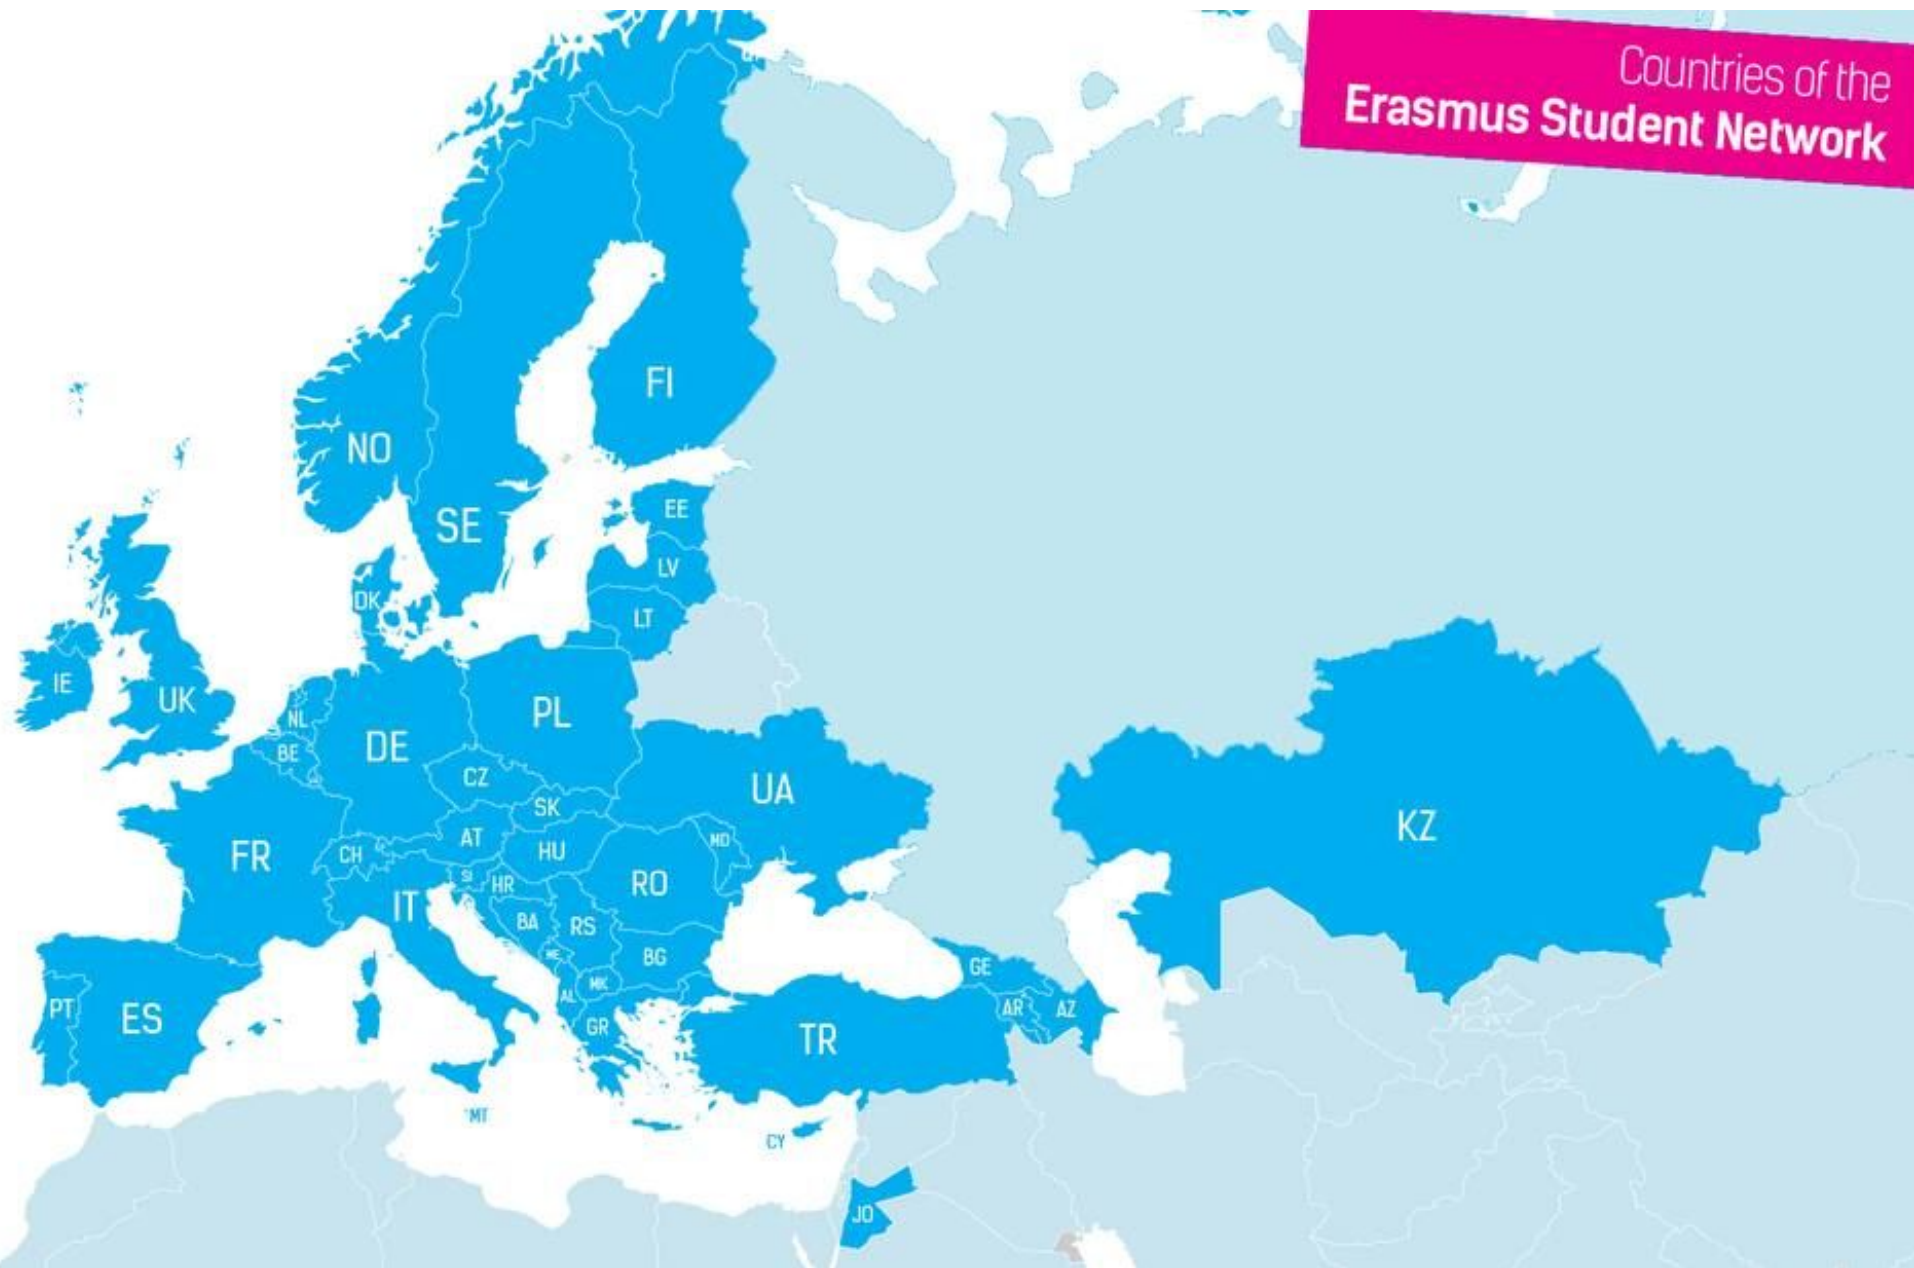 Countries of the
Erasmus Student Network
FI
NO
SE
EE
LV
DK
LT
IE
UK
NL
PL
DE
BE
CZ
UA
SK
KZ
AT
MD
HU
CH
FR
SI
HR
RO
IT
BA
RS
ME
BG
GE
MK
AL
PT
ES
AR
AZ
GR
TR
MT
CY
JO